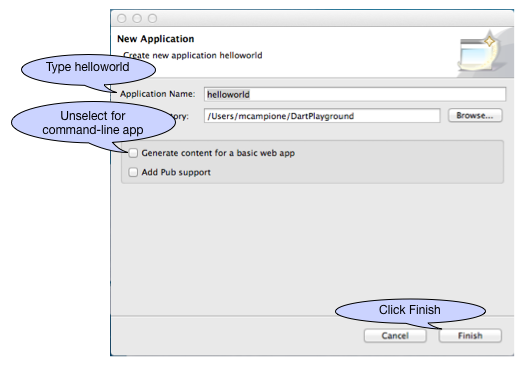 New Application
Create new application helloworld
Type helloworld
Application Name: helloworld
Unselect for
command-line app
ory: /Users/mcampione/DartPlayground Browse...
Generate content for a basic web app
Add Pub support
Click Finish
Cancel Finish